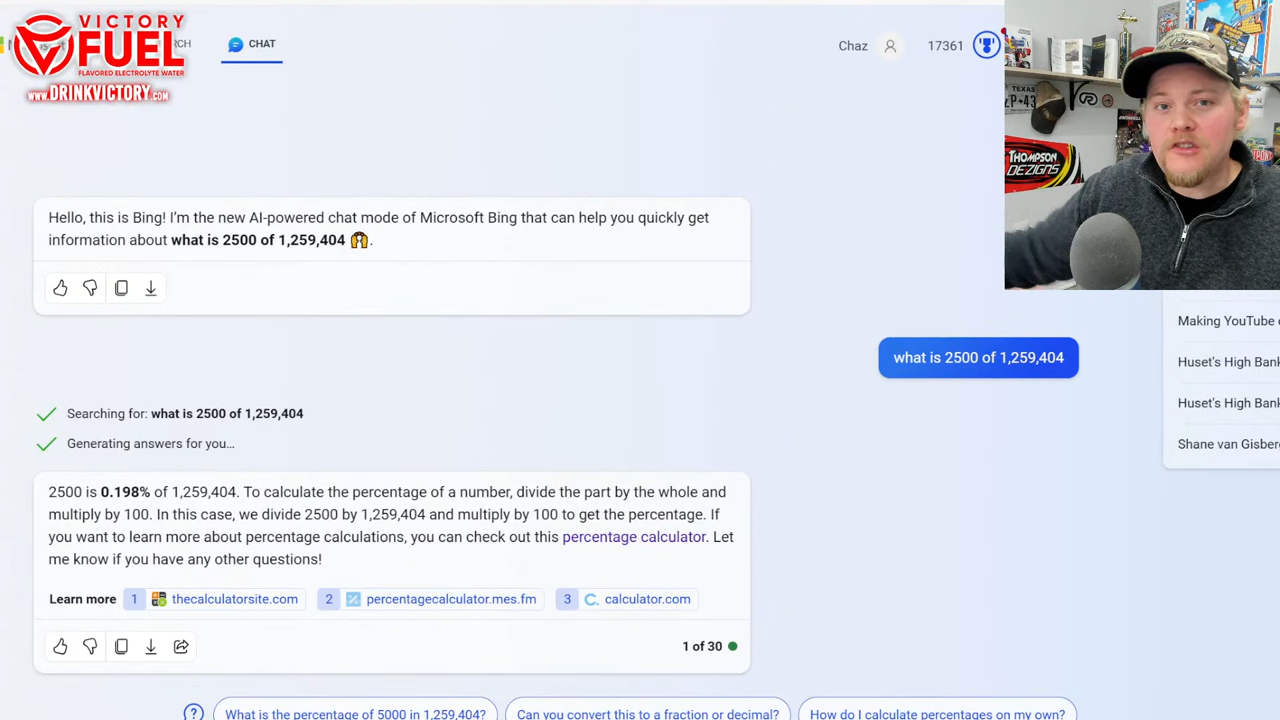 VICTORY
FUEL
FLAVORED ELECTROLYTE WATER
WWW.DRINKVICTORY.COM
CHAT
Chaz
17361
TEXAS
THOMPSON
DEZIGNS
Hello, this is Bing! I'm the new AI-powered chat mode of Microsoft Bing that can help you quickly get
information about what is 2500 of 1,259,404 🙌.
what is 2500 of 1,259,404
Searching for: what is 2500 of 1,259,404
Generating answers for you...
2500 is 0.198% of 1,259,404. To calculate the percentage of a number, divide the part by the whole and
multiply by 100. In this case, we divide 2500 by 1,259,404 and multiply by 100 to get the percentage. If
you want to learn more about percentage calculations, you can check out this percentage calculator. Let
me know if you have any other questions!
Learn more 1 thecalculatorsite.com 2 percentagecalculator.mes.fm 3 calculator.com
1 of 30
What is the percentage of 5000 in 1,259,404?
Can you convert this to a fraction or decimal?
How do I calculate percentages on my own?
Making YouTube
Huset's High Bank
Huset's High Bank
Shane van Gisber